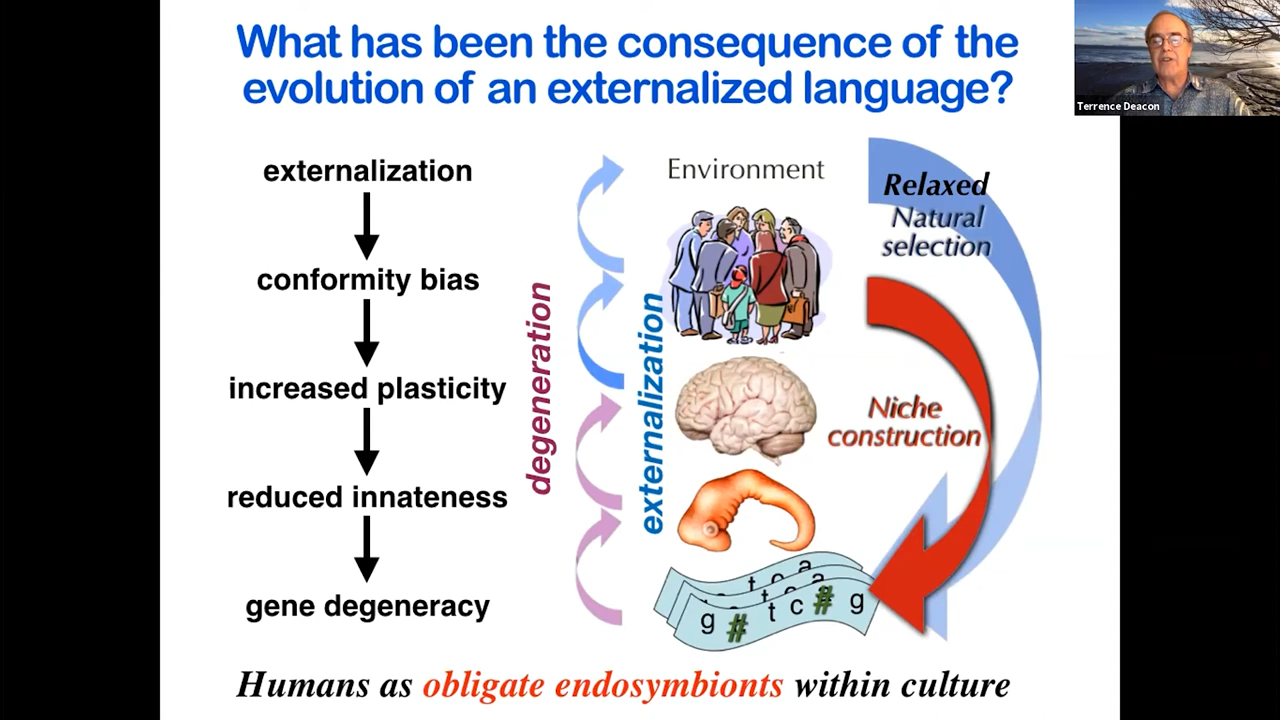 What has been the consequence of the
evolution of an externalized language?
Terrence Deacon
externalization
conformity bias
increased plasticity
reduced innateness
gene degeneracy
degeneration
externalization
Environment
Relaxed
Natural
selection
Niche
construction
t c a
t c a
g # t c # g
Humans as obligate endosymbionts within culture